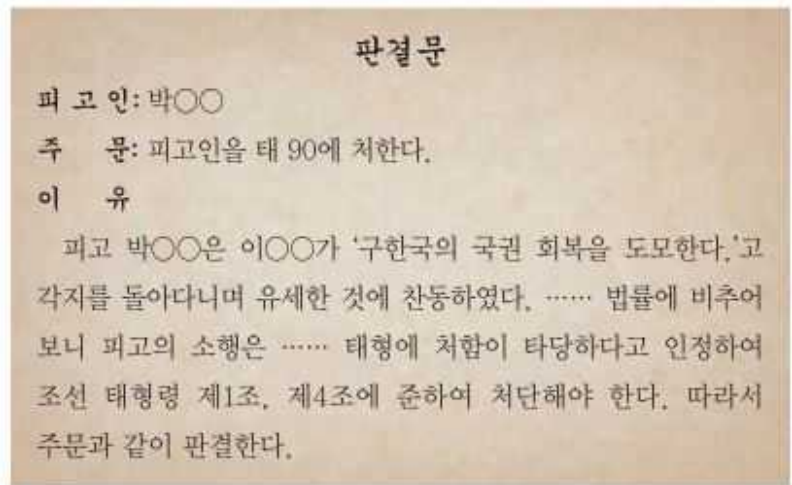 판결문
피 고 인: 박○○
주 문: 피고인을 태 90에 처한다.
이 유
피고 박○○은 이○○가 ‘구한국의 국권 회복을 도모한다.’고
각지를 돌아다니며 유세한 것에 찬동하였다. …… 법률에 비추어
보니 피고의 소행은 …… 태형에 처함이 타당하다고 인정하여
조선 태형령 제1조, 제4조에 준하여 처단해야 한다. 따라서
주문과 같이 판결한다.